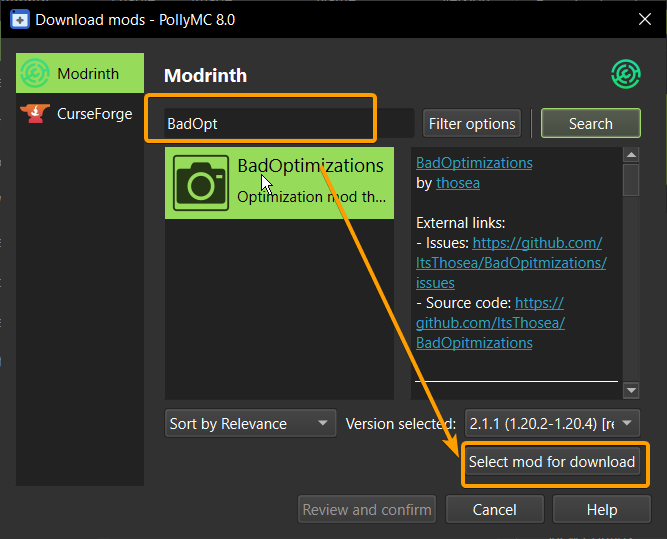 Download mods - PollyMC 8.0
Modrinth
CurseForge
Modrinth
BadOpt
Filter options
Search
BadOptimizations
Optimization mod th...
BadOptimizations
by thosea
External links:
- Issues: https://github.com/
ItsThosea/BadOpitmizations/
issues
- Source code: https://
github.com/ItsThosea/
BadOpitmizations
Sort by Relevance
Version selected:
2.1.1 (1.20.2-1.20.4) [re
Select mod for download
Review and confirm
Cancel
Help